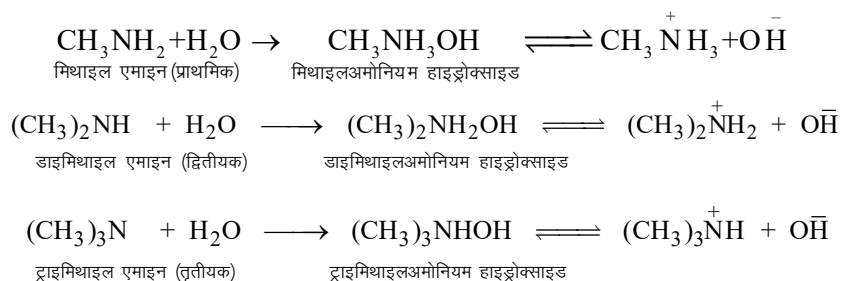 CH₃NH₂+H₂O → CH₃NH₃OH ⇌ CH₃N⁺H₃+OH⁻
मिथाइल एमाइन (प्राथमिक) मिथाइलअमोनियम हाइड्रोक्साइड
(CH₃)₂NH + H₂O ⟶ (CH₃)₂NH₂OH ⇌ (CH₃)₂N⁺H₂ + OH̅
डाइमिथाइल एमाइन (द्वितीयक) डाइमिथाइलअमोनियम हाइड्रोक्साइड
(CH₃)₃N + H₂O ⟶ (CH₃)₃NHOH ⇌ (CH₃)₃N⁺H + OH̅
ट्राइमिथाइल एमाइन (तृतीयक) ट्राइमिथाइलअमोनियम हाइड्रोक्साइड